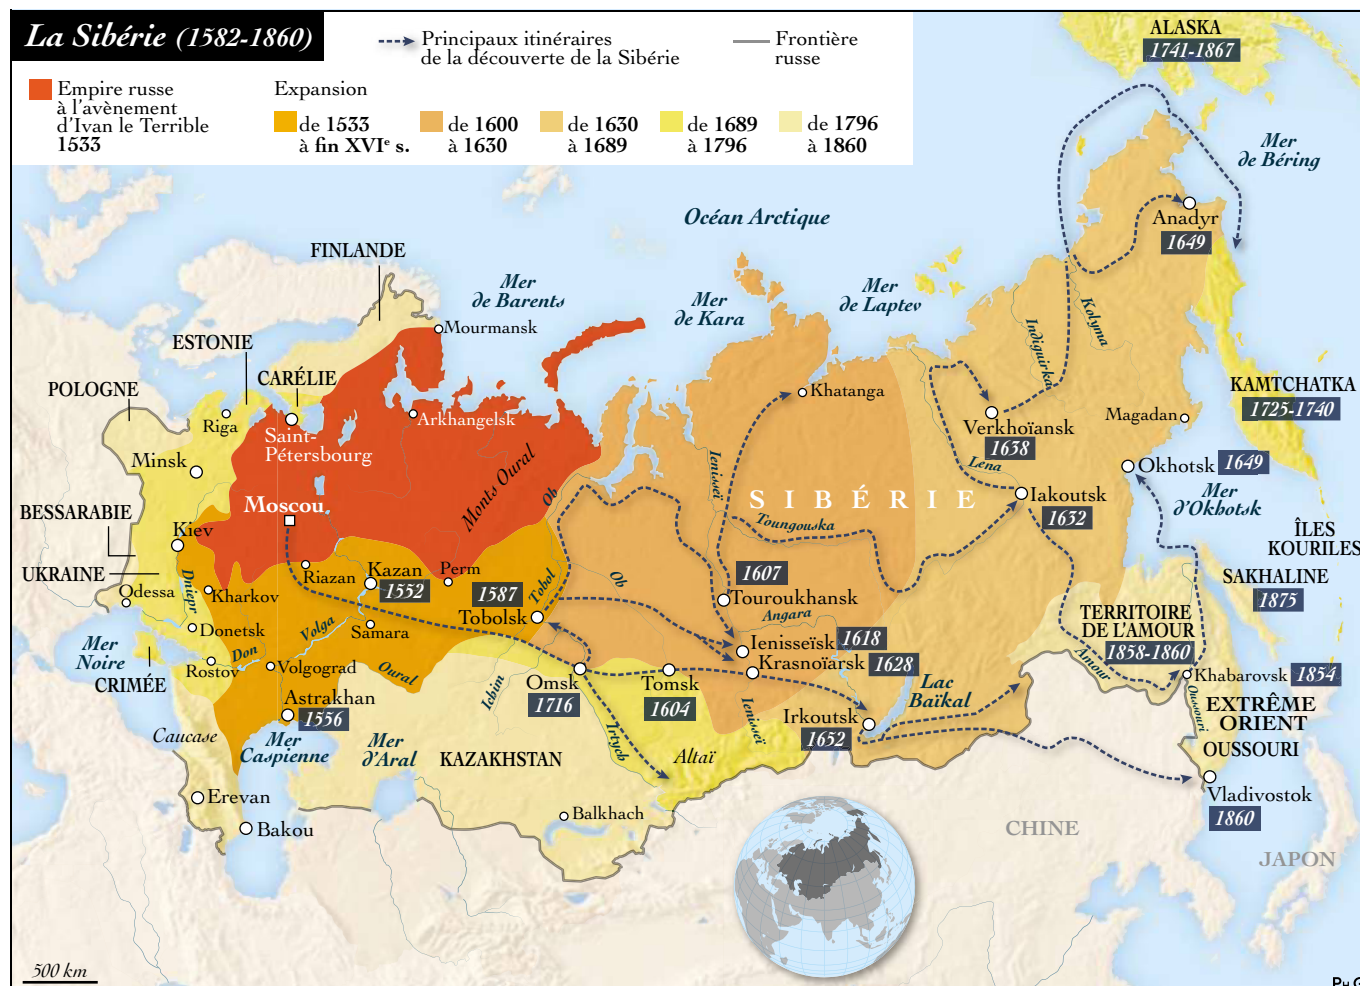 La Sibérie (1582-1860)
Principaux itinéraires
de la découverte de la Sibérie
Frontière
russe
Empire russe
à l'avènement
d'Ivan le Terrible
1533
Expansion
de 1533
à fin XVIe s.
de 1600
à 1630
de 1630
à 1689
de 1689
à 1796
de 1796
à 1860
ALASKA
1741-1867
Mer
de Béring
Océan Arctique
Anadyr
1649
FINLANDE
Mer
de Barents
Mer
de Kara
Mer
de Laptev
Mourmansk
Indiguirka
Kolyma
ESTONIE
CARÉLIE
POLOGNE
Riga
Saint-
Pétersbourg
Arkhangelsk
Khatanga
KAMTCHATKA
1725-1740
Magadan
Verkhoïansk
1638
Minsk
Monts Oural
Ob
Ienisseï
Lena
Okhotsk 1649
SIBÉRIE
Iakoutsk
1632
Mer
d'Okhotsk
Moscou
BESSARABIE
Kiev
Toungouska
ÎLES
KOURILES
UKRAINE
Riazan
Kazan
1552
Perm
1587
Tobolsk
Tobol
Ob
1607
Touroukhansk
SAKHALINE
1875
Odessa
Dniepr
Kharkov
Angara
TERRITOIRE
DE L'AMOUR
1858-1860
Donetsk
Volga
Samara
Ienisseïsk 1618
Mer
Noire
CRIMÉE
Rostov
Don
Volgograd
Oural
Krasnoïarsk 1628
Amour
Khabarovsk 1854
Astrakhan
1556
Ichim
Omsk
1716
Tomsk
1604
Lac
Baïkal
Oussouri
EXTRÊME
ORIENT
Caucase
Mer
Caspienne
Mer
d'Aral
KAZAKHSTAN
Irtych
Altaï
Ienisseï
Irkoutsk
1652
OUSSOURI
Erevan
Bakou
Balkhach
Vladivostok
1860
CHINE
JAPON
500 km
Ph G